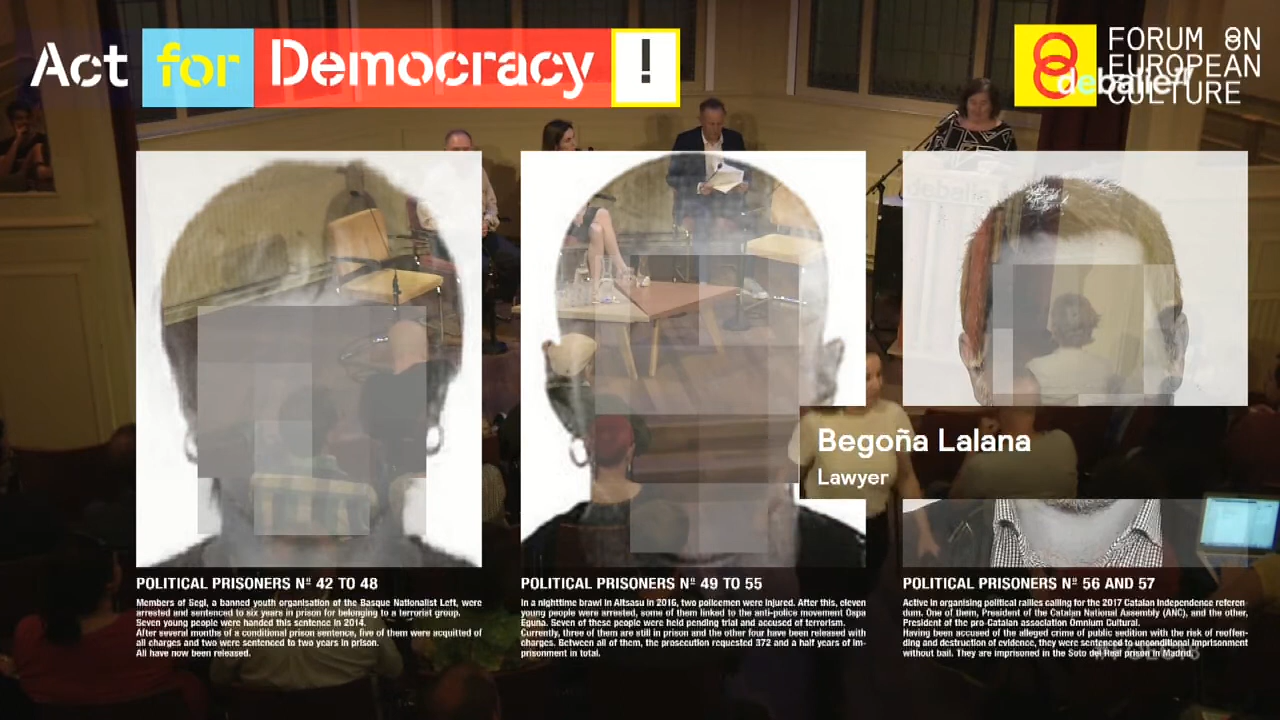 Act for Democracy !
FORUM ON
EUROPEAN
CULTURE
debalie
Begoña Lalana
Lawyer
POLITICAL PRISONERS Nº 42 TO 48
Members of Segi, a banned youth organisation of the Basque Nationalist Left, were
arrested and sentenced to six years in prison for belonging to a terrorist group.
Seven young people were handed this sentence in 2014.
After several months of a conditional prison sentence, five of them were acquitted of
all charges and two were sentenced to two years in prison.
All have now been released.
POLITICAL PRISONERS Nº 49 TO 55
In a nighttime brawl in Altsasu in 2016, two policemen were injured. After this, eleven
young people were arrested, some of them linked to the anti-police movement Ospa
Eguna. Seven of these people were held pending trial and accused of terrorism.
Currently, three of them are still in prison and the other four have been released with
charges. Between all of them, the prosecution requested 372 and a half years of im-
prisonment in total.
POLITICAL PRISONERS Nº 56 AND 57
Active in organising political rallies calling for the 2017 Catalan Independence referen-
dum. One of them, President of the Catalan National Assembly (ANC), and the other,
President of the pro-Catalan association Omnium Cultural.
Having been accused of the alleged crime of public sedition with the risk of reoffen-
ding and destruction of evidence, they were sentenced to unconditional imprisonment
without bail. They are imprisoned in the Soto del Real prison in Madrid.